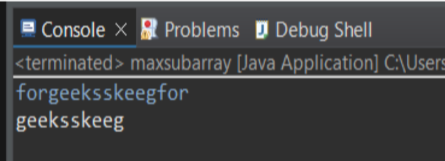 Console Problems Debug Shell
<terminated> maxsubarray [Java Application] C:\Users
forgeeksskeegfor
geeksskeeg